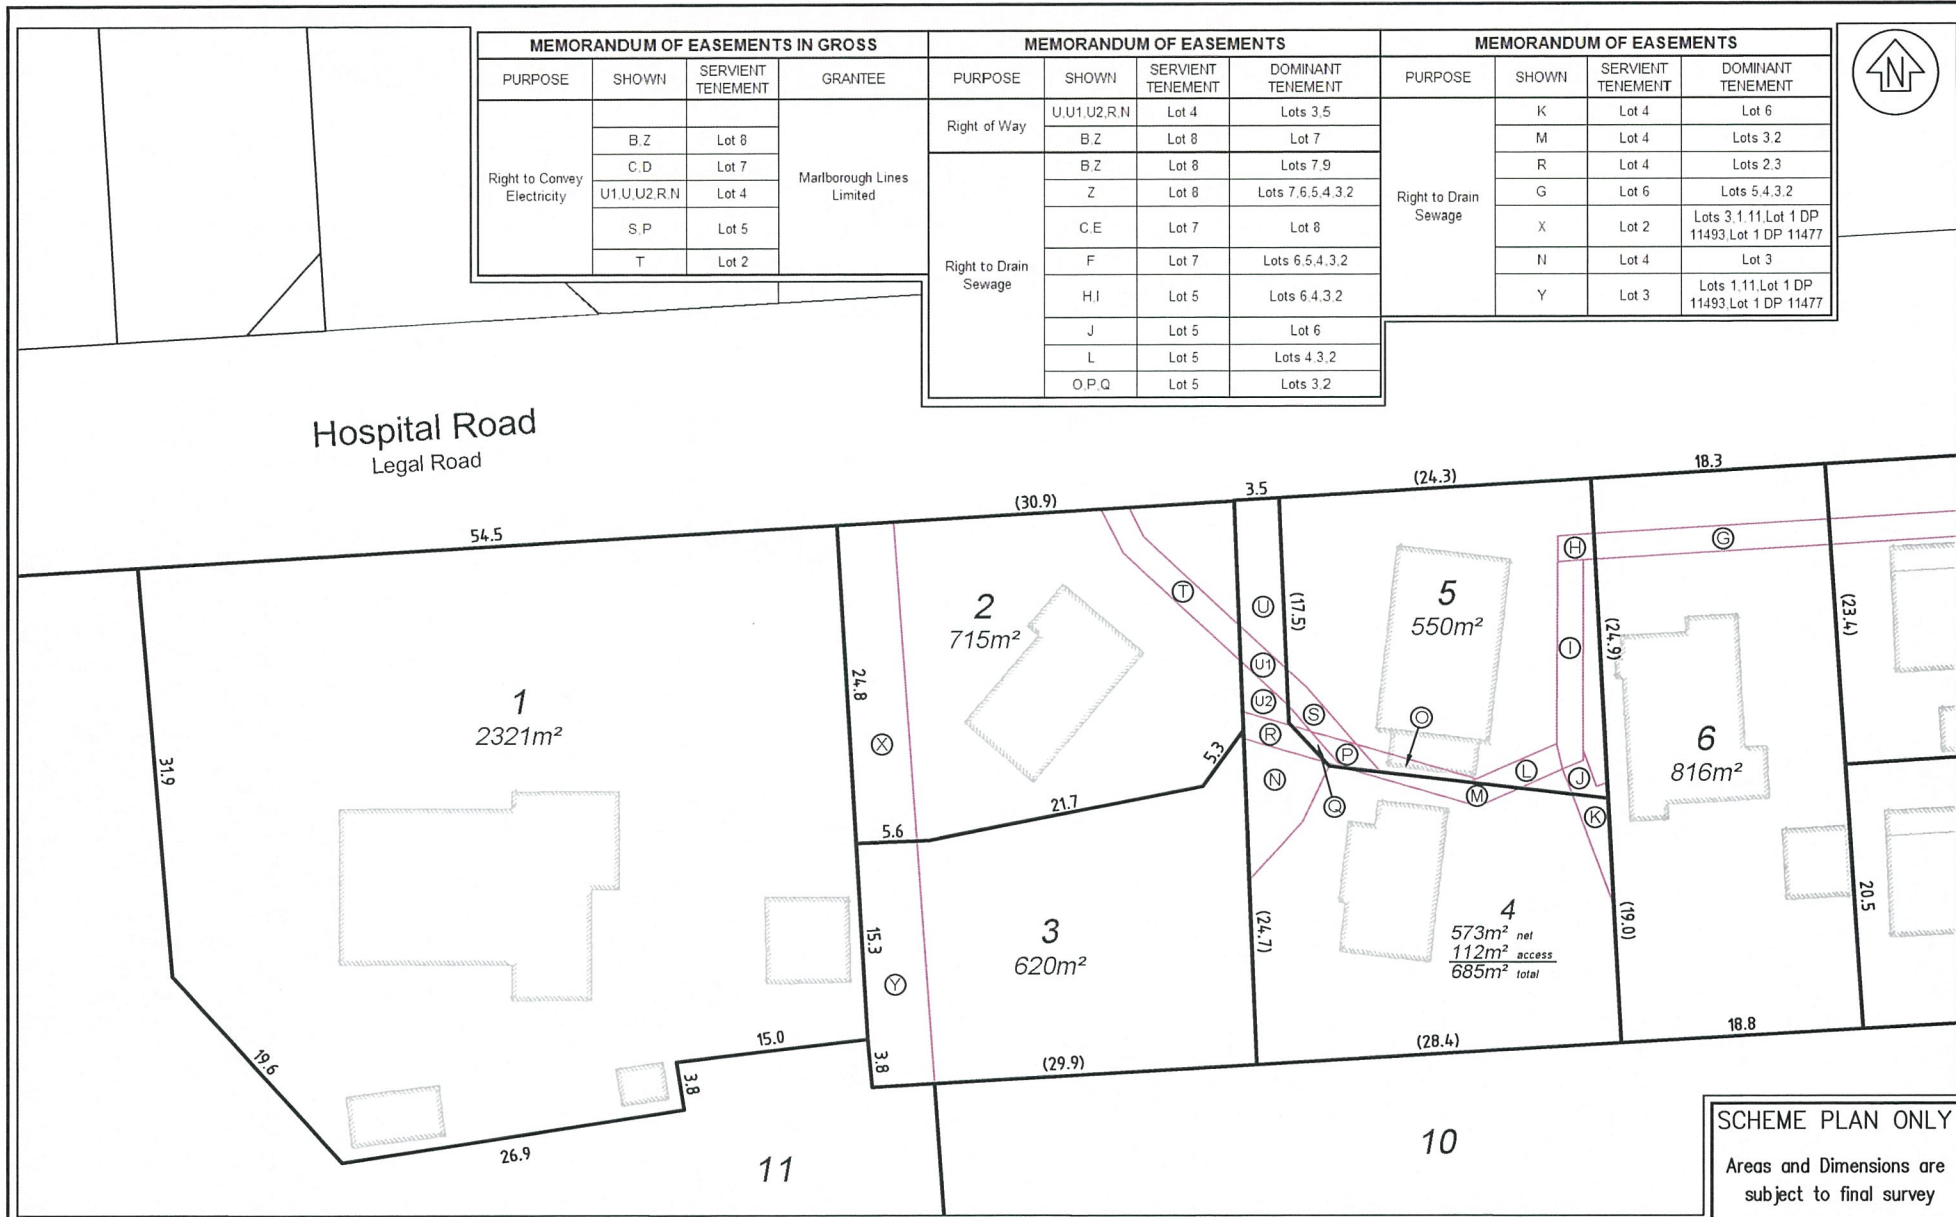 MEMORANDUM OF EASEMENTS IN GROSS
PURPOSE SHOWN SERVIENT TENEMENT GRANTEE
Right to Convey Electricity
B,Z Lot 8
C,D Lot 7
U1,U,U2,R,N Lot 4
S,P Lot 5
T Lot 2
Marlborough Lines Limited
MEMORANDUM OF EASEMENTS
PURPOSE SHOWN SERVIENT TENEMENT DOMINANT TENEMENT
Right of Way
U,U1,U2,R,N Lot 4 Lots 3,5
B,Z Lot 8 Lot 7
Right to Drain Sewage
B,Z Lot 8 Lots 7,9
Z Lot 8 Lots 7,6,5,4,3,2
C,E Lot 7 Lot 8
F Lot 7 Lots 6,5,4,3,2
H,I Lot 5 Lots 6,4,3,2
J Lot 5 Lot 6
L Lot 5 Lots 4,3,2
O,P,Q Lot 5 Lots 3,2
MEMORANDUM OF EASEMENTS
PURPOSE SHOWN SERVIENT TENEMENT DOMINANT TENEMENT
Right to Drain Sewage
K Lot 4 Lot 6
M Lot 4 Lots 3,2
R Lot 4 Lots 2,3
G Lot 6 Lots 5,4,3,2
X Lot 2 Lots 3,1,11,Lot 1 DP 11493,Lot 1 DP 11477
N Lot 4 Lot 3
Y Lot 3 Lots 1,11,Lot 1 DP 11493,Lot 1 DP 11477
N
Hospital Road
Legal Road
54.5
(30.9)
3.5
(24.3)
18.3
1
2321m²
31.9
19.6
26.9
3.8
15.0
3.8
15.3
24.8
X
Y
2
715m²
5.6
21.7
5.3
T
U
U1
U2
R
N
S
P
Q
O
(17.5)
5
550m²
H
G
I
L
J
M
K
(24.9)
(23.4)
6
816m²
3
620m²
(24.7)
(29.9)
4
573m² net
112m² access
685m² total
(19.0)
(28.4)
18.8
20.5
11
10
SCHEME PLAN ONLY
Areas and Dimensions are
subject to final survey